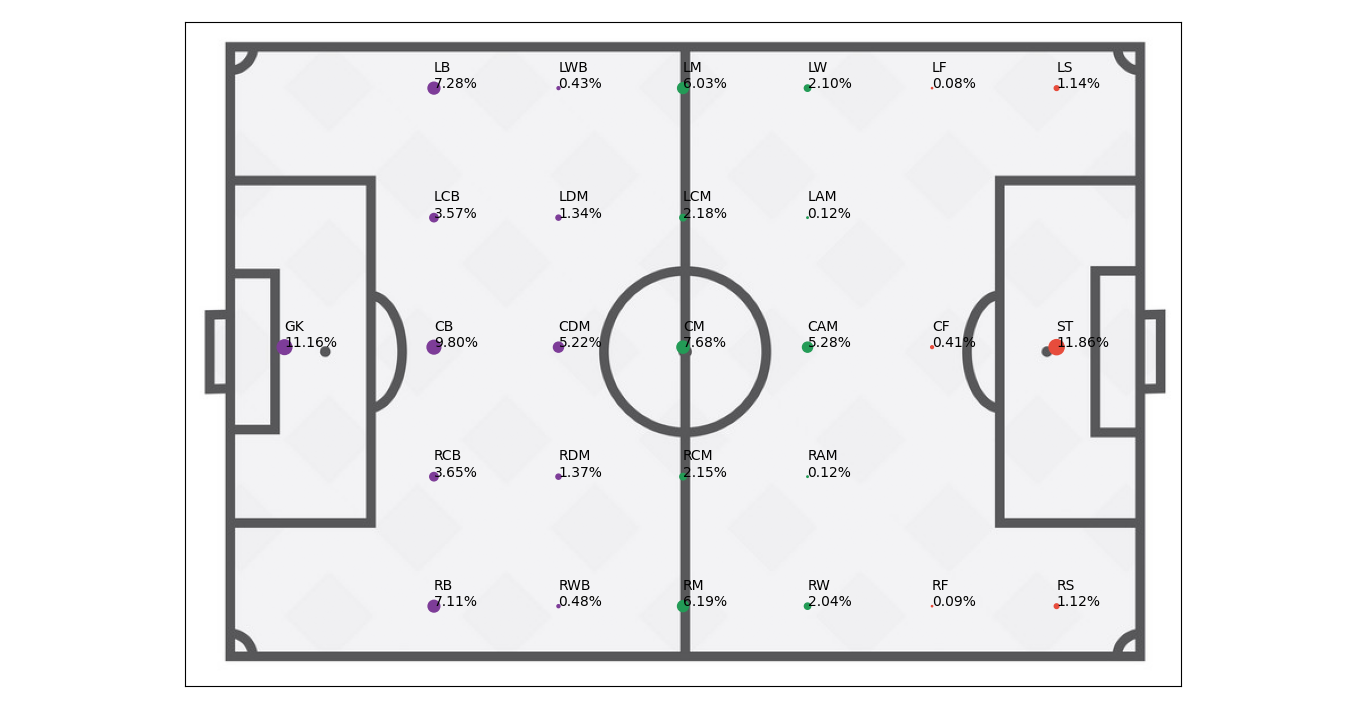 LB
7.28%
LWB
0.43%
LM
6.03%
LW
2.10%
LF
0.08%
LS
1.14%
LCB
3.57%
LDM
1.34%
LCM
2.18%
LAM
0.12%
GK
11.16%
CB
9.80%
CDM
5.22%
CM
7.68%
CAM
5.28%
CF
0.41%
ST
11.86%
RCB
3.65%
RDM
1.37%
RCM
2.15%
RAM
0.12%
RB
7.11%
RWB
0.48%
RM
6.19%
RW
2.04%
RF
0.09%
RS
1.12%